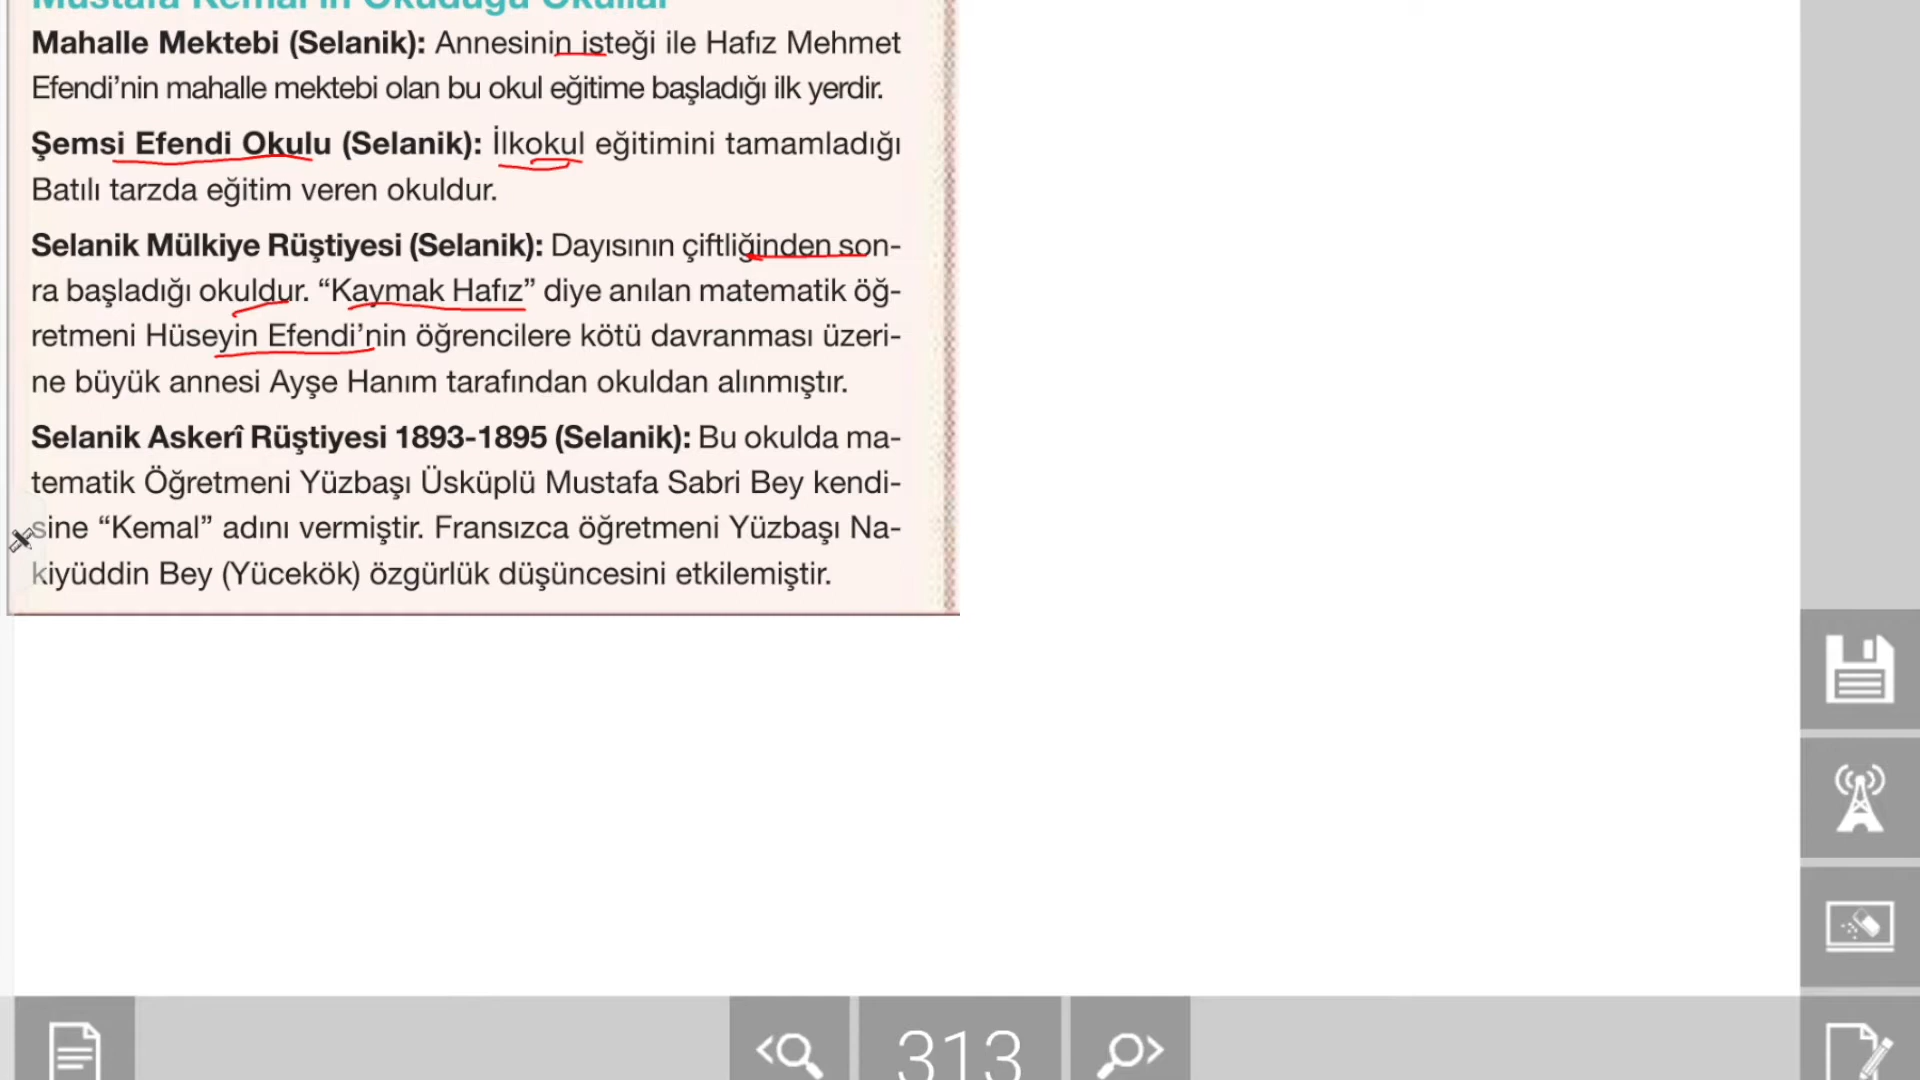 Mustafa Kemal'in Okuduğu Okullar
Mahalle Mektebi (Selanik): Annesinin isteği ile Hafız Mehmet
Efendi’nin mahalle mektebi olan bu okul eğitime başladığı ilk yerdir.
Şemsi Efendi Okulu (Selanik): İlkokul eğitimini tamamladığı
Batılı tarzda eğitim veren okuldur.
Selanik Mülkiye Rüştiyesi (Selanik): Dayısının çiftliğinden son-
ra başladığı okuldur. “Kaymak Hafız” diye anılan matematik öğ-
retmeni Hüseyin Efendi’nin öğrencilere kötü davranması üzeri-
ne büyük annesi Ayşe Hanım tarafından okuldan alınmıştır.
Selanik Askerî Rüştiyesi 1893-1895 (Selanik): Bu okulda ma-
tematik Öğretmeni Yüzbaşı Üsküplü Mustafa Sabri Bey kendi-
sine “Kemal” adını vermiştir. Fransızca öğretmeni Yüzbaşı Na-
kiyüddin Bey (Yücekök) özgürlük düşüncesini etkilemiştir.
313